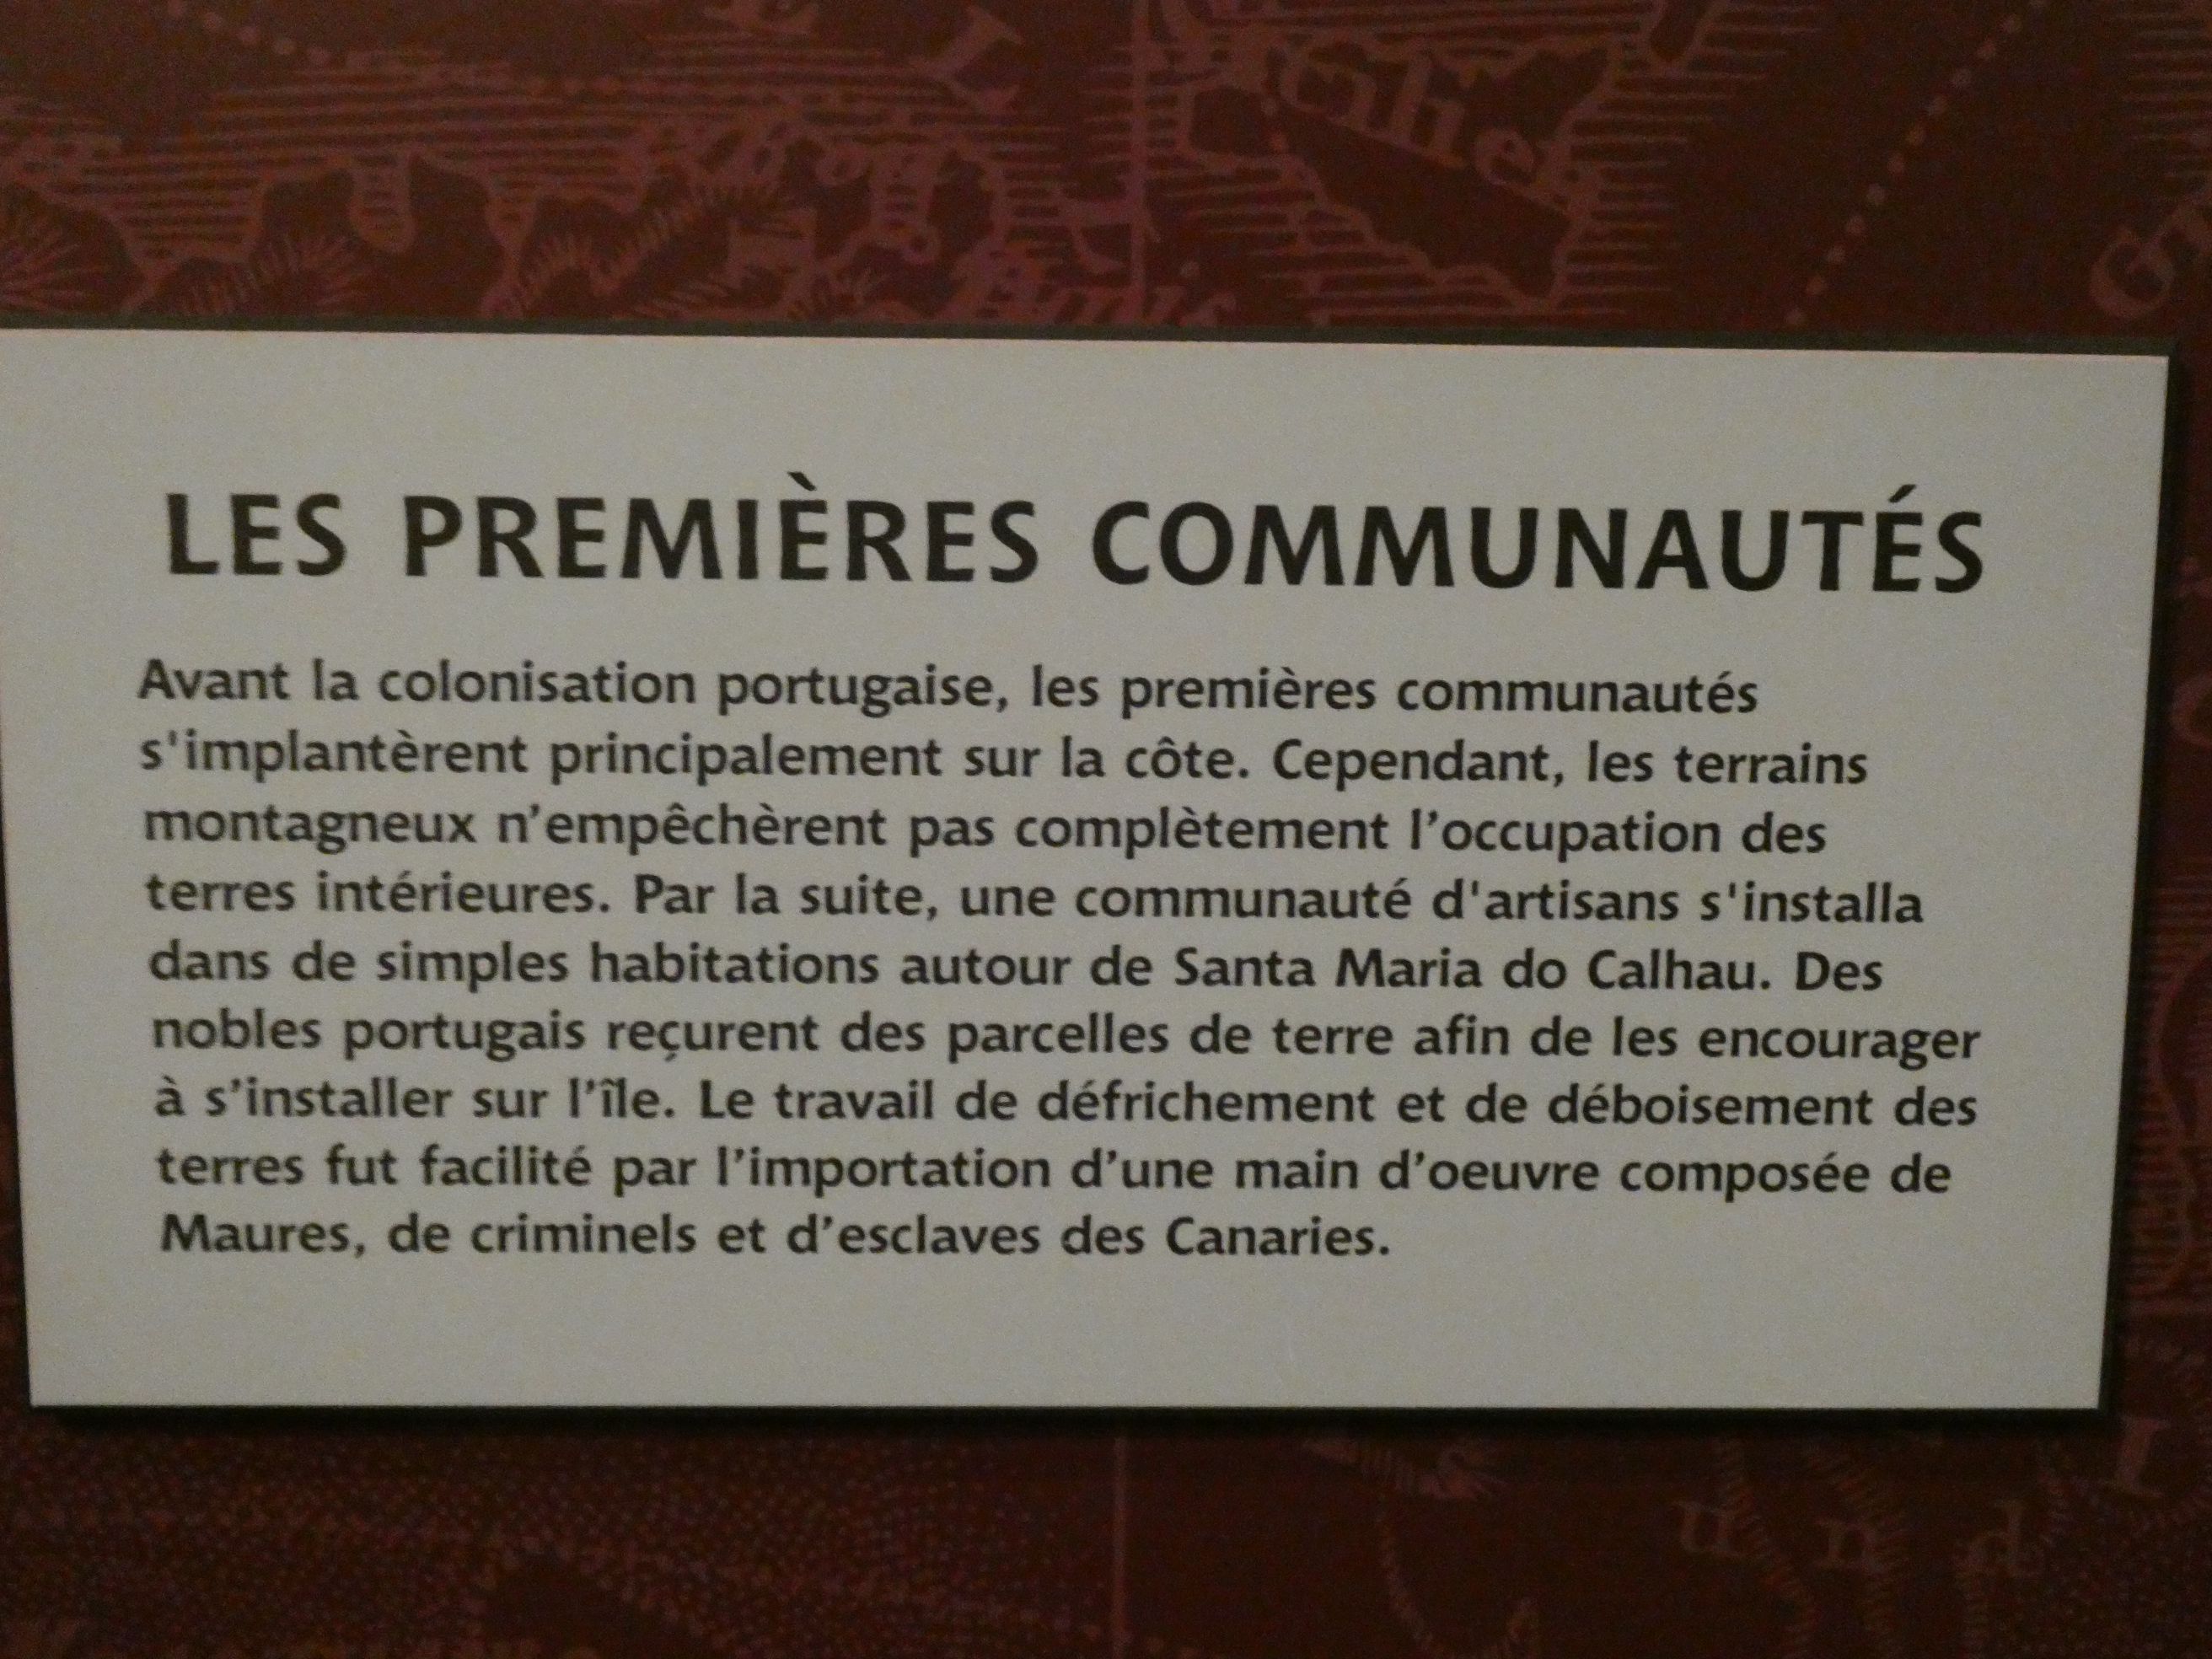 LES PREMIÈRES COMMUNAUTÉS
Avant la colonisation portugaise, les premières communautés
s'implantèrent principalement sur la côte. Cependant, les terrains
montagneux n’empêchèrent pas complètement l’occupation des
terres intérieures. Par la suite, une communauté d'artisans s'installa
dans de simples habitations autour de Santa Maria do Calhau. Des
nobles portugais reçurent des parcelles de terre afin de les encourager
à s’installer sur l’île. Le travail de défrichement et de déboisement des
terres fut facilité par l’importation d’une main d’oeuvre composée de
Maures, de criminels et d’esclaves des Canaries.
u n d